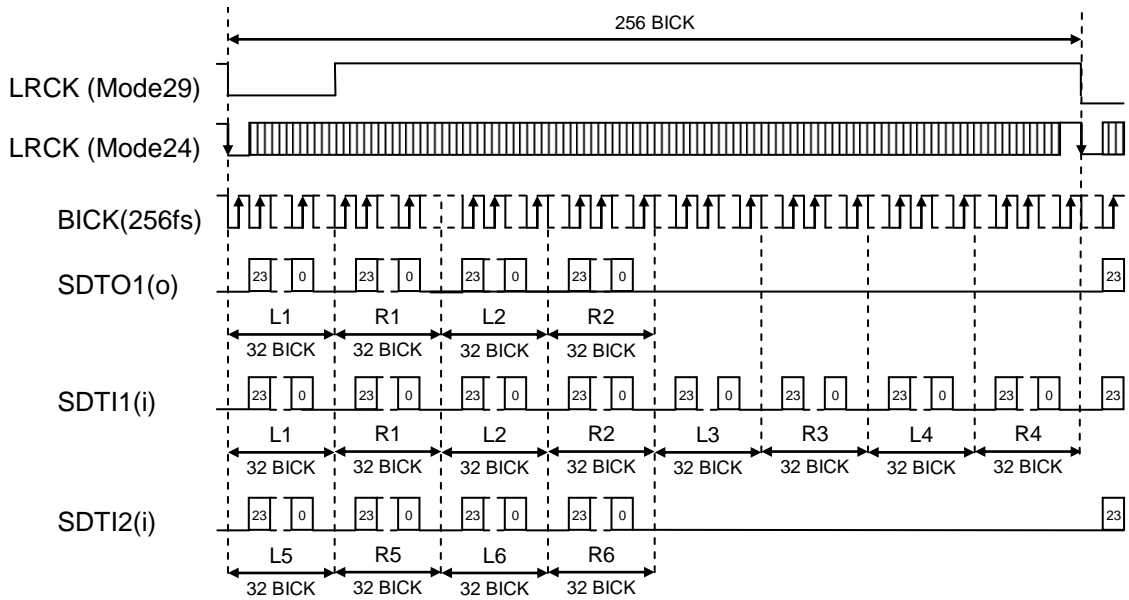 256 BICK
LRCK (Mode29)
LRCK (Mode24)
BICK(256fs)
SDTO1(o) 23 0 23 0 23 0 23 0 23
L1 R1 L2 R2
32 BICK 32 BICK 32 BICK 32 BICK
SDTI1(i) 23 0 23 0 23 0 23 0 23 0 23 0 23 0 23 0 23
L1 R1 L2 R2 L3 R3 L4 R4
32 BICK 32 BICK 32 BICK 32 BICK 32 BICK 32 BICK 32 BICK 32 BICK
SDTI2(i) 23 0 23 0 23 0 23 0 23
L5 R5 L6 R6
32 BICK 32 BICK 32 BICK 32 BICK